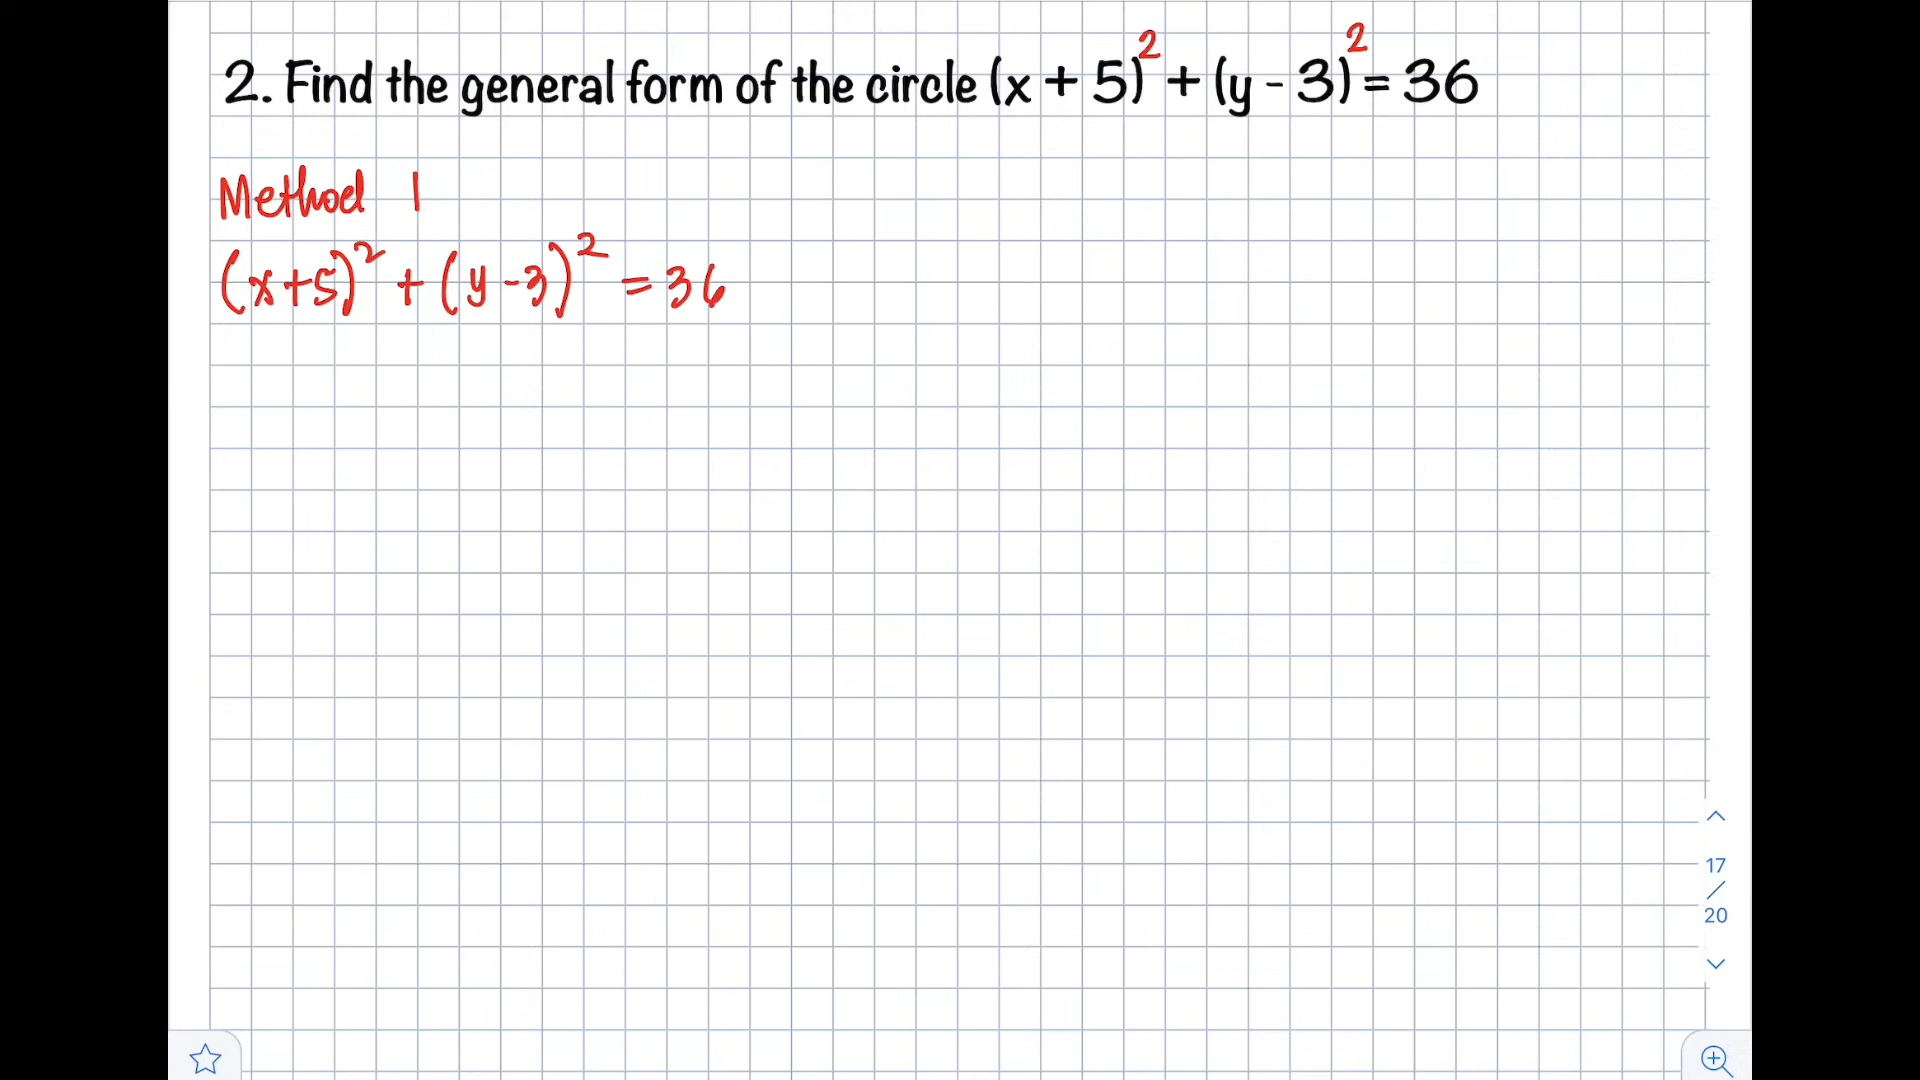 2. Find the general form of the circle (x + 5)² + (y - 3)² = 36
Method 1
(x+5)² + (y-3)² = 36
17
/
20